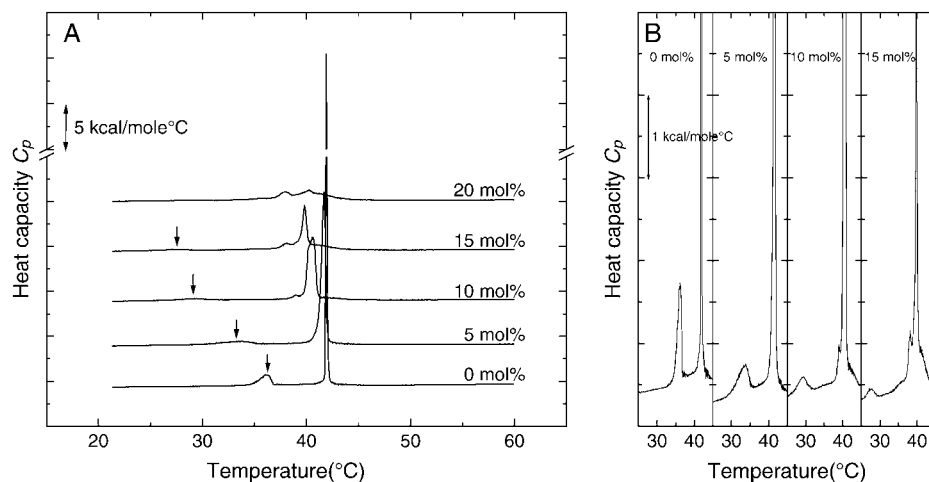 A
5 kcal/mole°C
Heat capacity Cp
20 mol%
15 mol%
10 mol%
5 mol%
0 mol%
20 30 40 50 60
Temperature(°C)
B
0 mol% 5 mol% 10 mol% 15 mol%
1 kcal/mole°C
Heat capacity Cp
30 40 30 40 30 40 30 40
Temperature(°C)